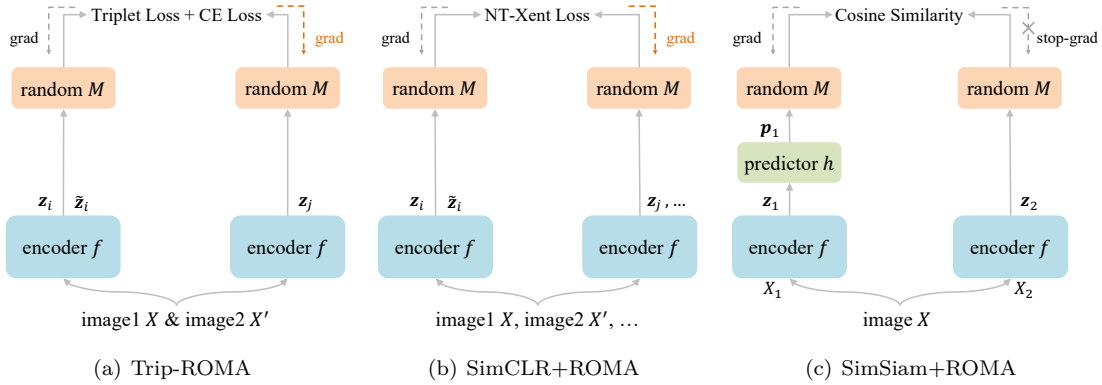 Triplet Loss + CE Loss
grad
grad
random M
random M
z_i z̃_i
z_j
encoder f
encoder f
image1 X & image2 X′
(a) Trip-ROMA
NT-Xent Loss
grad
grad
random M
random M
z_i z̃_i
z_j , ...
encoder f
encoder f
image1 X, image2 X′, ...
(b) SimCLR+ROMA
Cosine Similarity
grad
stop-grad
random M
random M
p_1
predictor h
z_1
z_2
encoder f
encoder f
X_1
X_2
image X
(c) SimSiam+ROMA